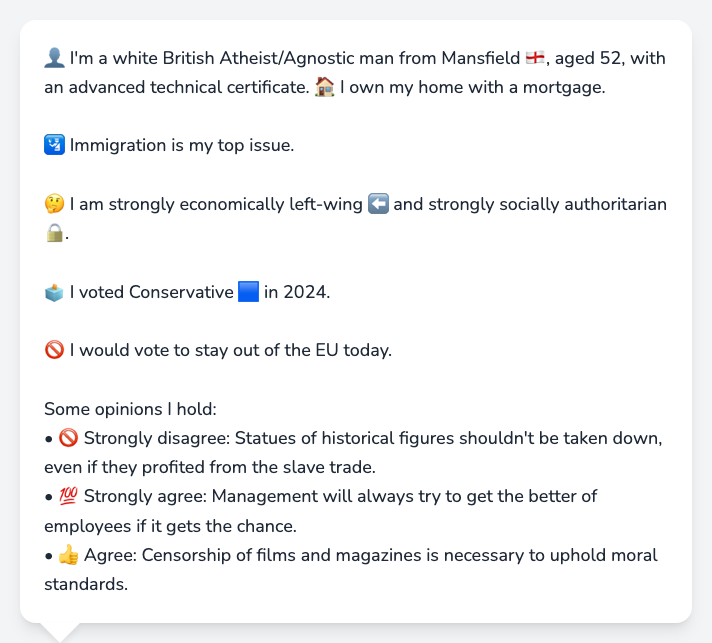 👤 I'm a white British Atheist/Agnostic man from Mansfield 🏴󠁧󠁢󠁥󠁮󠁧󠁿, aged 52, with
an advanced technical certificate. 🏠 I own my home with a mortgage.
🛂 Immigration is my top issue.
🤔 I am strongly economically left-wing ⬅️ and strongly socially authoritarian
🔒.
🗳️ I voted Conservative 🟦 in 2024.
🚫 I would vote to stay out of the EU today.
Some opinions I hold:
• 🚫 Strongly disagree: Statues of historical figures shouldn't be taken down,
even if they profited from the slave trade.
• 💯 Strongly agree: Management will always try to get the better of
employees if it gets the chance.
• 👍 Agree: Censorship of films and magazines is necessary to uphold moral
standards.